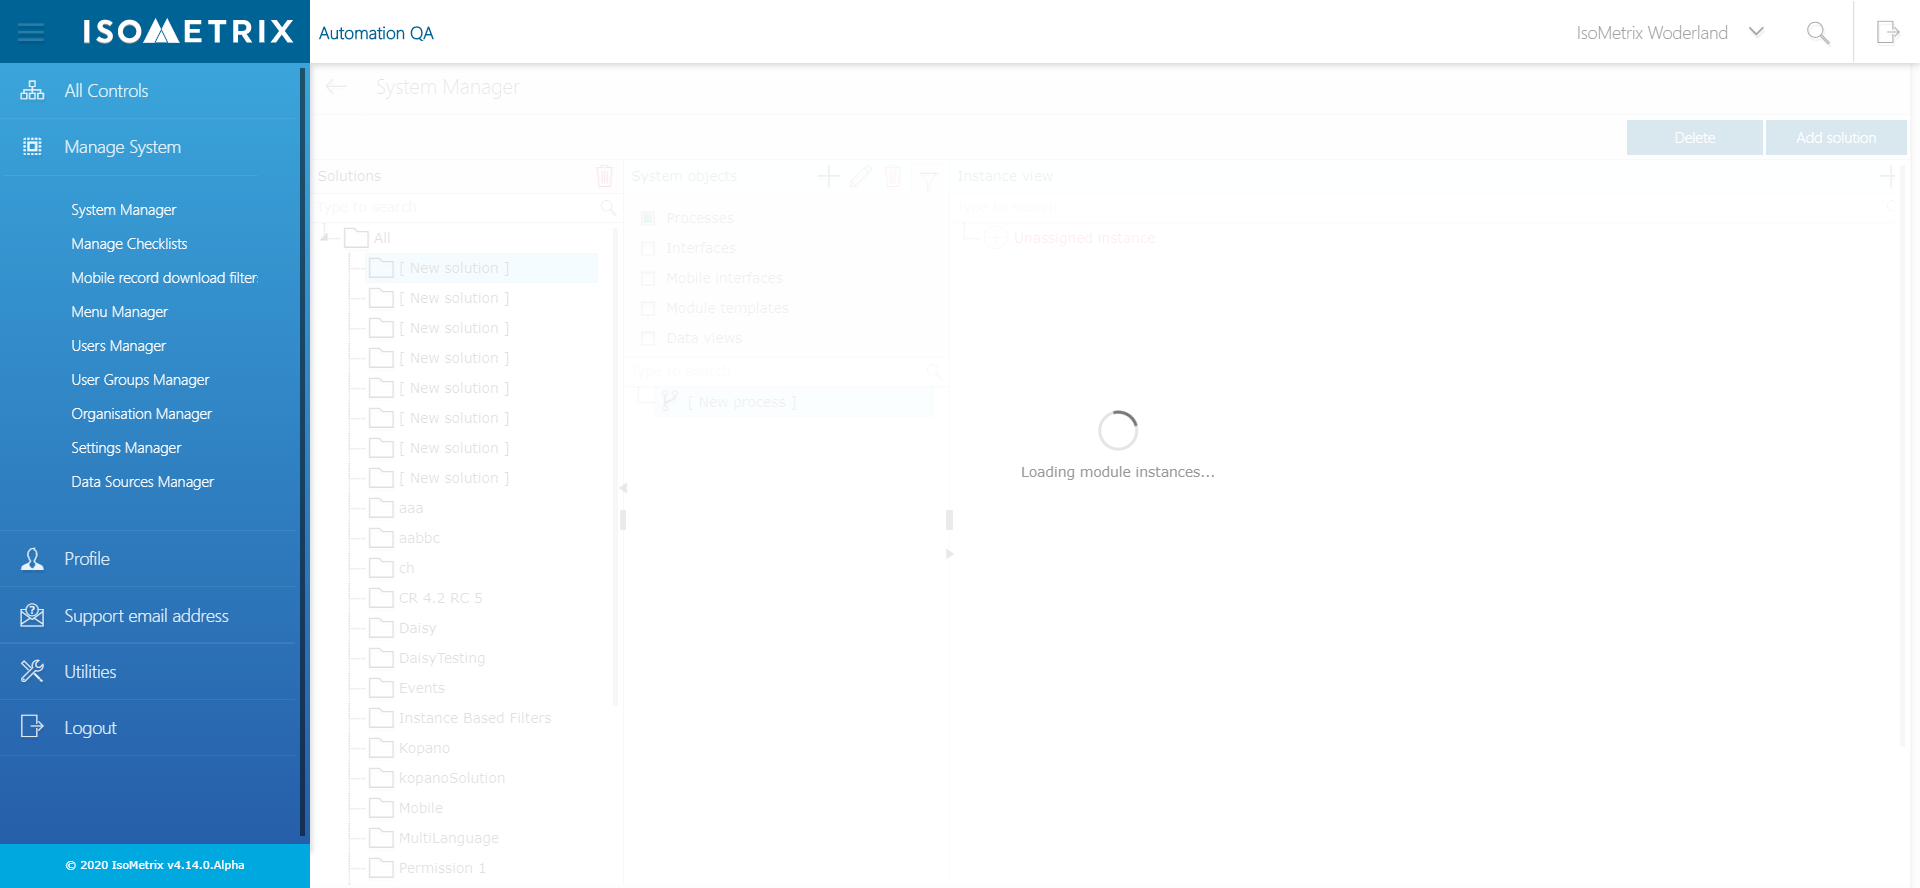 ISOMETRIX
Automation QA
IsoMetrix Woderland
All Controls
Manage System
System Manager
Manage Checklists
Mobile record download filter
Menu Manager
Users Manager
User Groups Manager
Organisation Manager
Settings Manager
Data Sources Manager
Profile
Support email address
Utilities
Logout
© 2020 IsoMetrix v4.14.0.Alpha
System Manager
Delete
Add solution
Solutions
Type to search
All
[ New solution ]
[ New solution ]
[ New solution ]
[ New solution ]
[ New solution ]
[ New solution ]
[ New solution ]
[ New solution ]
aaa
aabbc
ch
CR 4.2 RC 5
Daisy
DaisyTesting
Events
Instance Based Filters
Kopano
kopanoSolution
Mobile
MultiLanguage
Permission 1
System objects
Processes
Interfaces
Mobile interfaces
Module templates
Data views
Type to search
[ New process ]
Instance view
Type to search
Unassigned instance
Loading module instances...